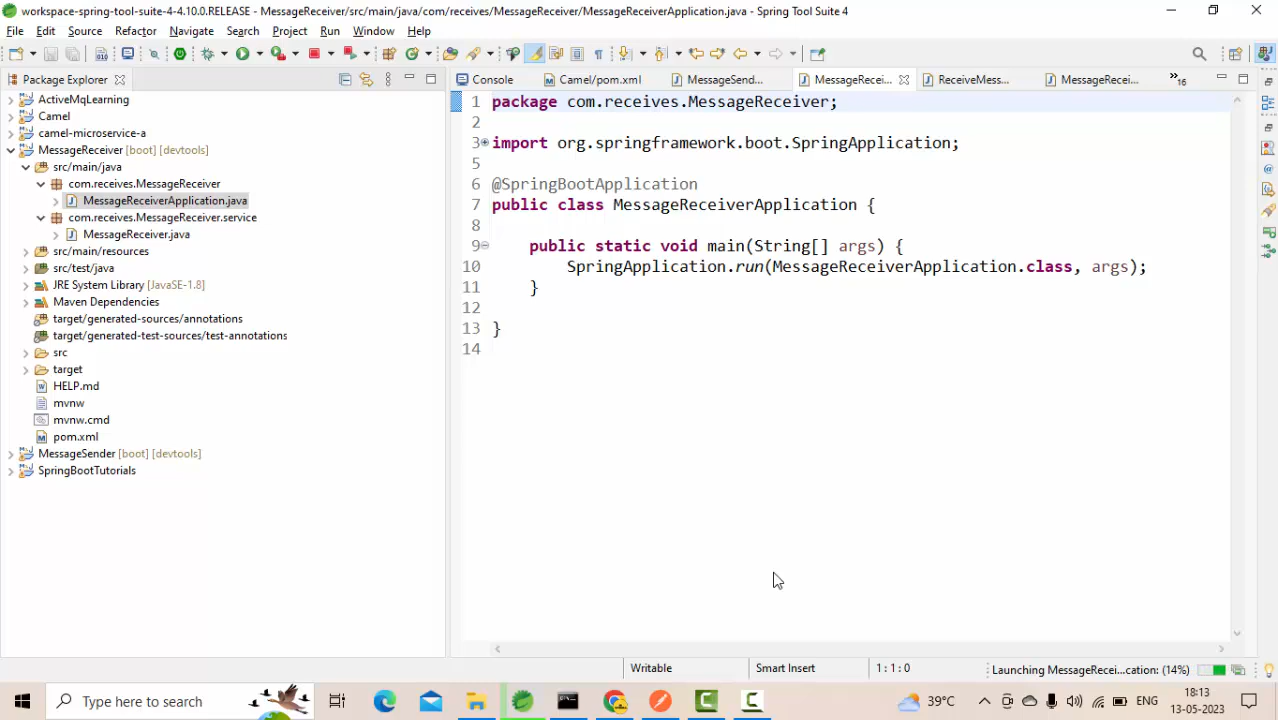 workspace-spring-tool-suite-4-4.10.0.RELEASE - MessageReceiver/src/main/java/com/receives/MessageReceiver/MessageReceiverApplication.java - Spring Tool Suite 4
File Edit Source Refactor Navigate Search Project Run Window Help
Package Explorer
Console Camel/pom.xml MessageSend... MessageRecei... ReceiveMess... MessageRecei... »16
ActiveMqLearning
Camel
camel-microservice-a
MessageReceiver [boot] [devtools]
src/main/java
com.receives.MessageReceiver
MessageReceiverApplication.java
com.receives.MessageReceiver.service
MessageReceiver.java
src/main/resources
src/test/java
JRE System Library [JavaSE-1.8]
Maven Dependencies
target/generated-sources/annotations
target/generated-test-sources/test-annotations
src
target
HELP.md
mvnw
mvnw.cmd
pom.xml
MessageSender [boot] [devtools]
SpringBootTutorials
1 package com.receives.MessageReceiver;
2
3 import org.springframework.boot.SpringApplication;
5
6 @SpringBootApplication
7 public class MessageReceiverApplication {
8
9 public static void main(String[] args) {
10 SpringApplication.run(MessageReceiverApplication.class, args);
11 }
12
13 }
14
Writable Smart Insert 1 : 1 : 0 Launching MessageRecei...cation: (14%)
Type here to search 39°C ENG 18:13
13-05-2023